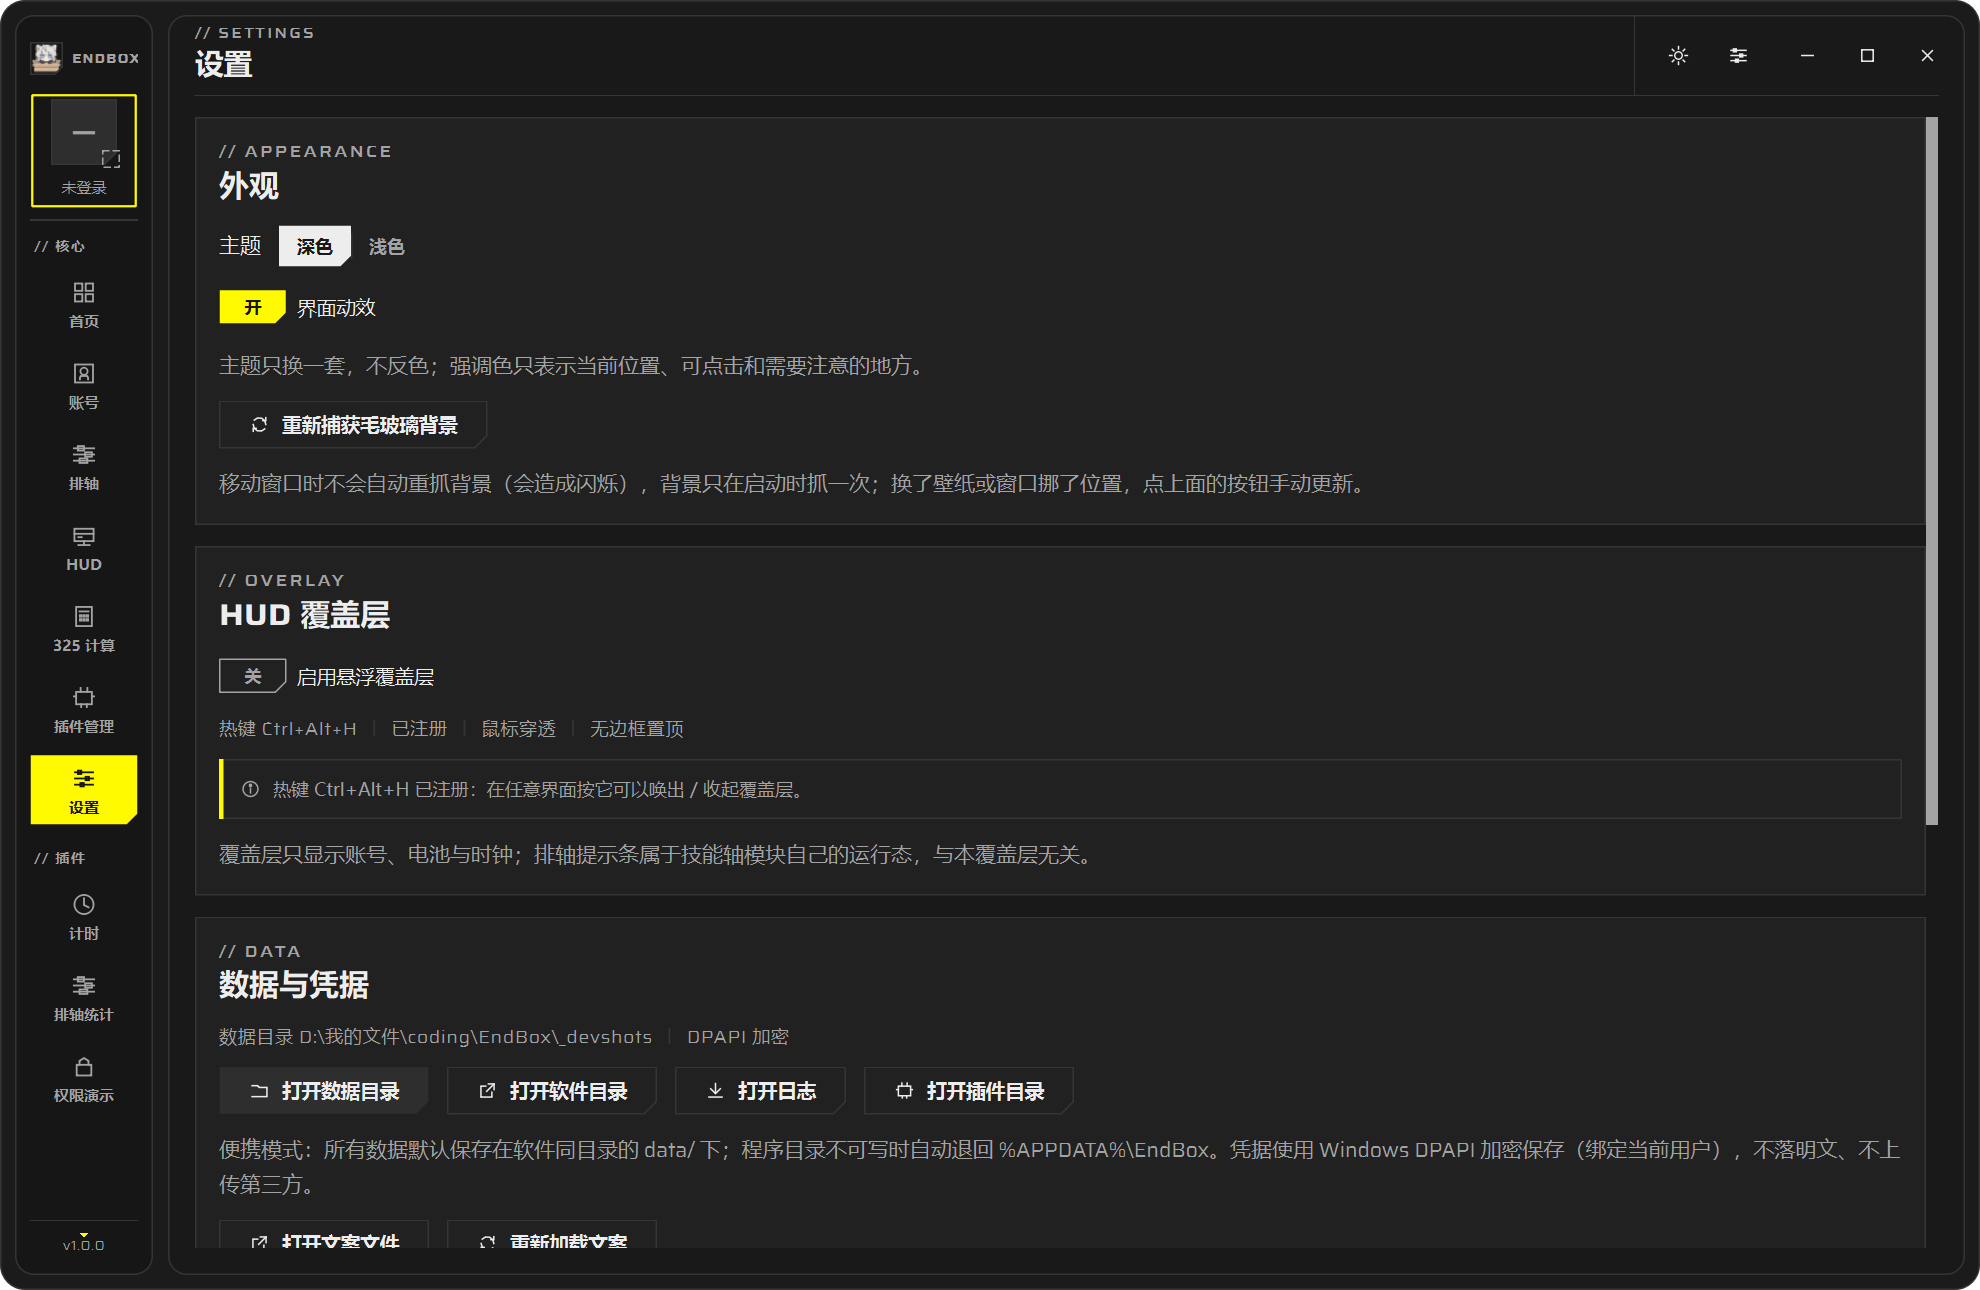 ENDBOX
未登录
// 核心
首页
账号
排轴
HUD
325 计算
插件管理
设置
// 插件
计时
排轴统计
权限演示
v1.0.0
// SETTINGS
设置
// APPEARANCE
外观
主题 深色 浅色
开 界面动效
主题只换一套，不反色；强调色只表示当前位置、可点击和需要注意的地方。
重新捕获毛玻璃背景
移动窗口时不会自动重抓背景（会造成闪烁），背景只在启动时抓一次；换了壁纸或窗口挪了位置，点上面的按钮手动更新。
// OVERLAY
HUD 覆盖层
关 启用悬浮覆盖层
热键 Ctrl+Alt+H 已注册 鼠标穿透 无边框置顶
热键 Ctrl+Alt+H 已注册：在任意界面按它可以唤出 / 收起覆盖层。
覆盖层只显示账号、电池与时钟；排轴提示条属于技能轴模块自己的运行态，与本覆盖层无关。
// DATA
数据与凭据
数据目录 D:\我的文件\coding\EndBox\_devshots DPAPI 加密
打开数据目录 打开软件目录 打开日志 打开插件目录
便携模式：所有数据默认保存在软件同目录的 data/ 下；程序目录不可写时自动退回 %APPDATA%\EndBox。凭据使用 Windows DPAPI 加密保存（绑定当前用户），不落明文、不上
传第三方。
打开文案文件 重新加载文案